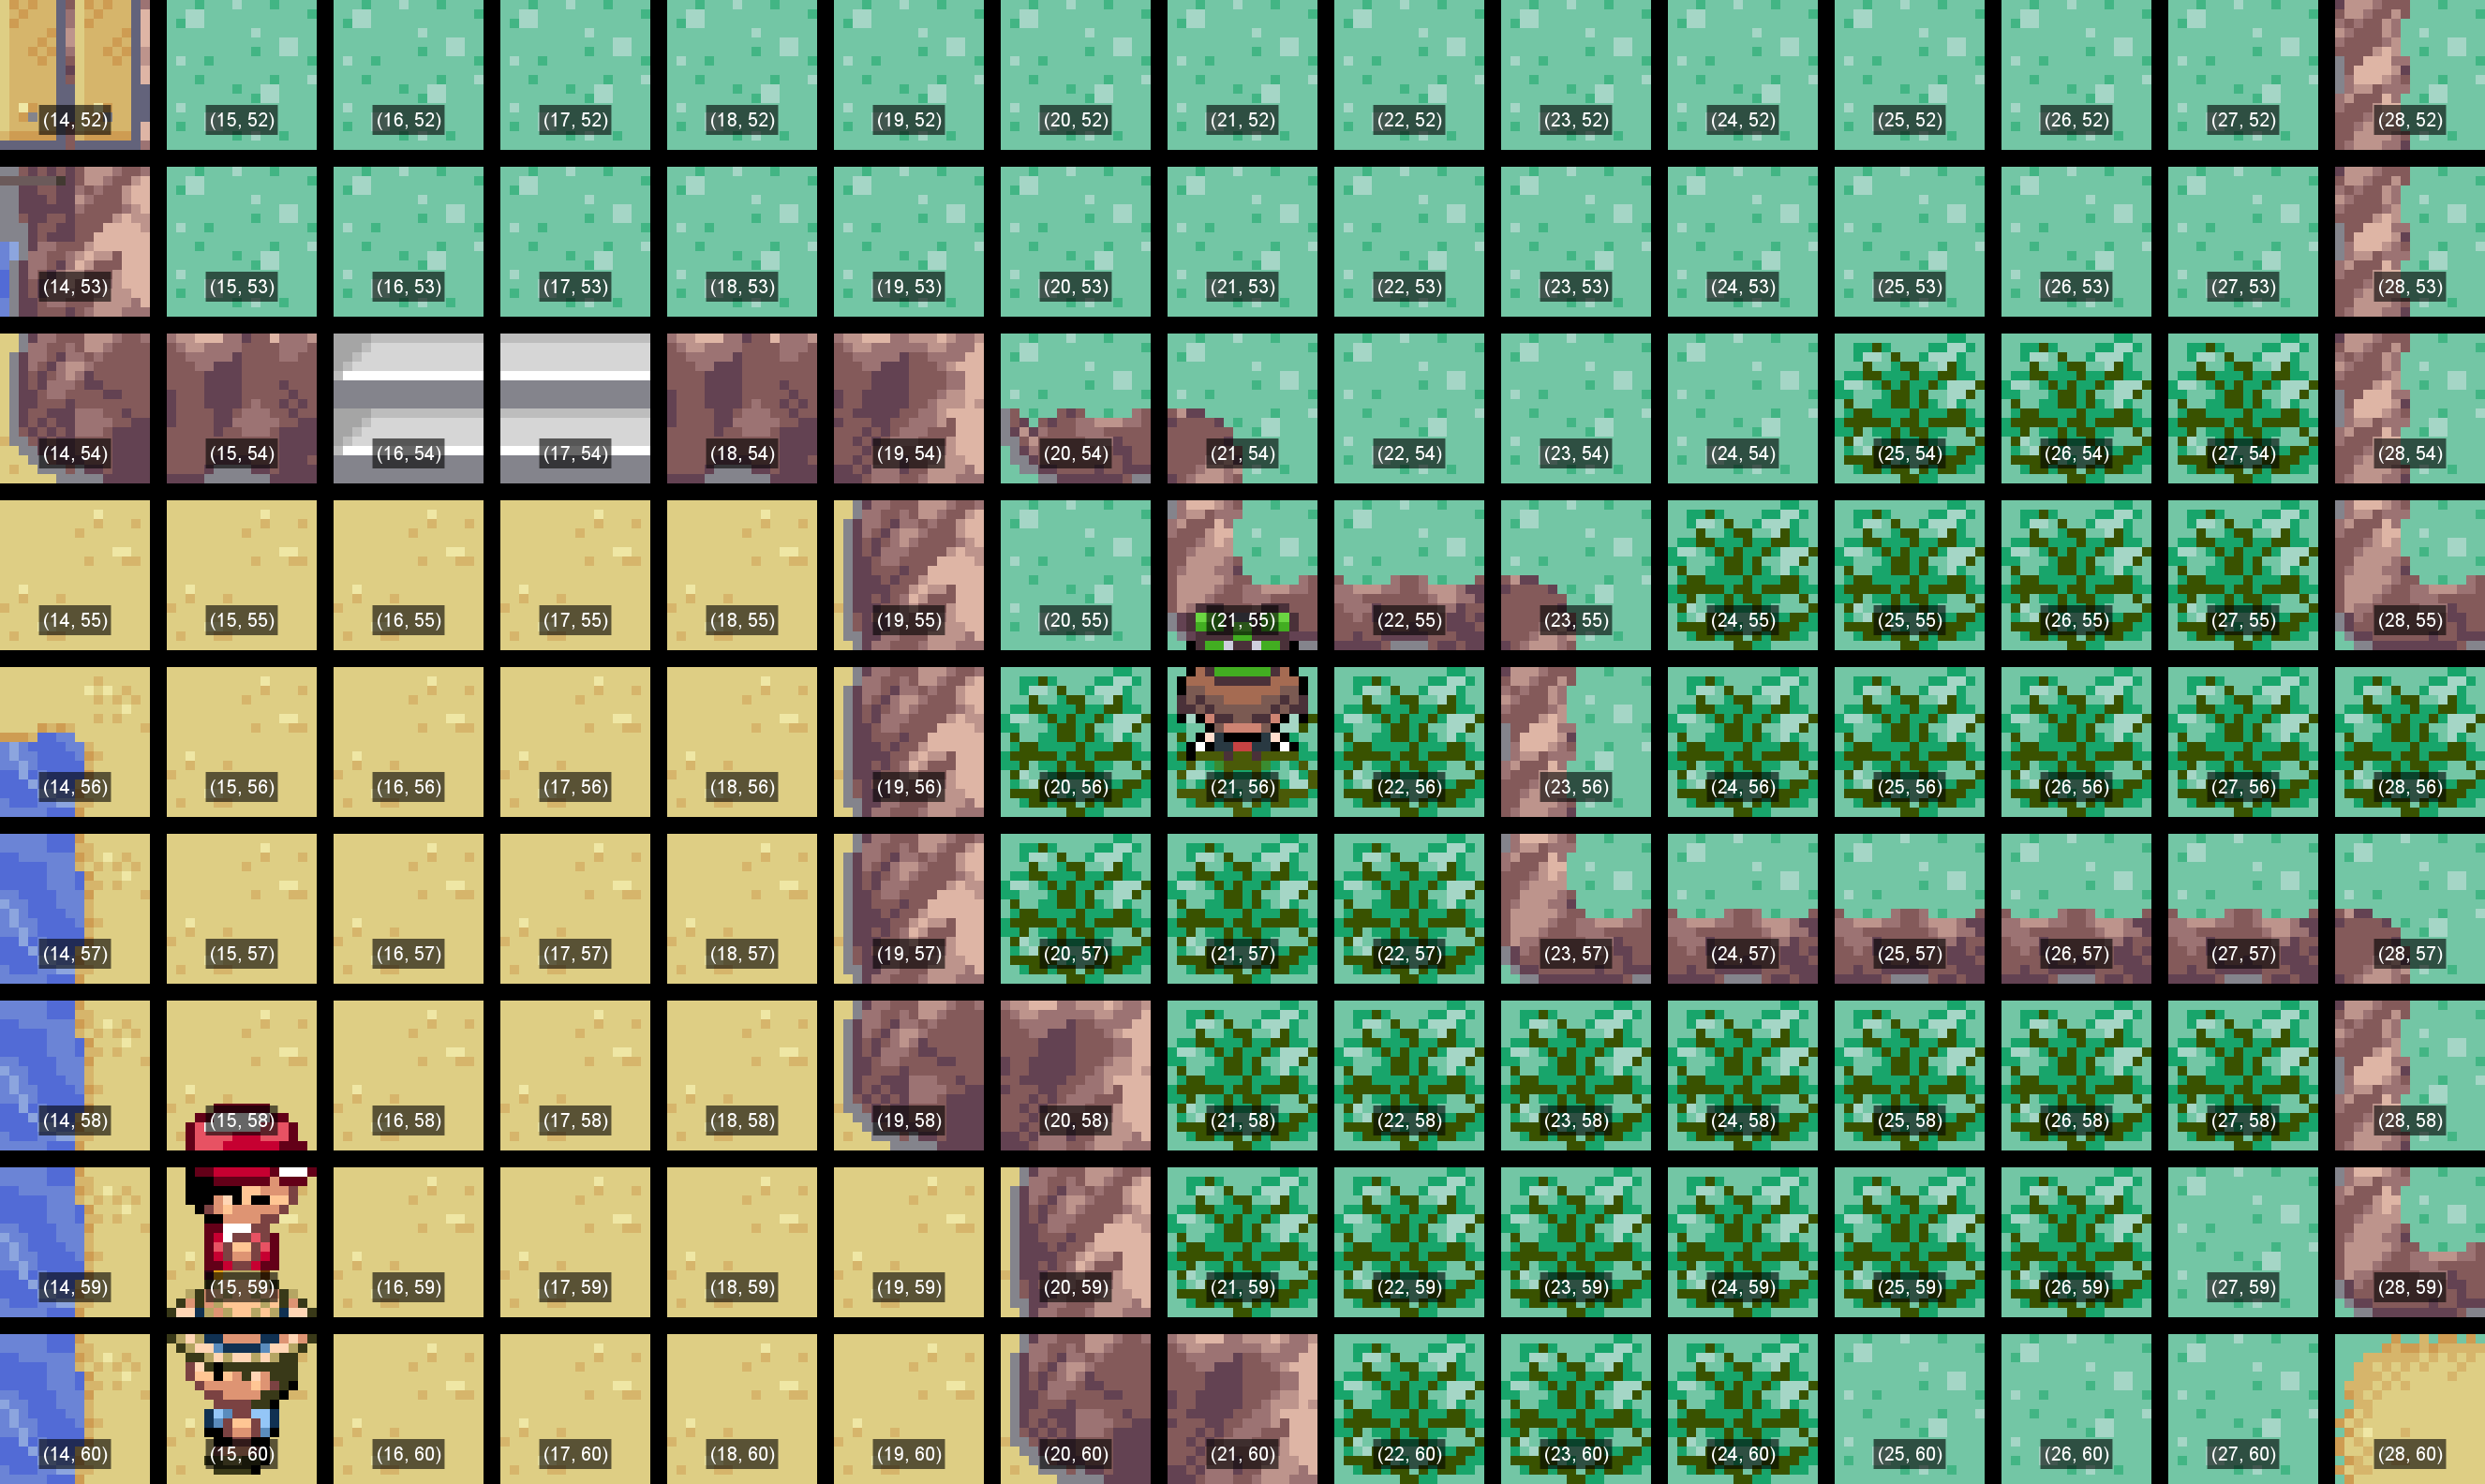 (14, 52) (15, 52) (16, 52) (17, 52) (18, 52) (19, 52) (20, 52) (21, 52) (22, 52) (23, 52) (24, 52) (25, 52) (26, 52) (27, 52) (28, 52)
(14, 53) (15, 53) (16, 53) (17, 53) (18, 53) (19, 53) (20, 53) (21, 53) (22, 53) (23, 53) (24, 53) (25, 53) (26, 53) (27, 53) (28, 53)
(14, 54) (15, 54) (16, 54) (17, 54) (18, 54) (19, 54) (20, 54) (21, 54) (22, 54) (23, 54) (24, 54) (25, 54) (26, 54) (27, 54) (28, 54)
(14, 55) (15, 55) (16, 55) (17, 55) (18, 55) (19, 55) (20, 55) (21, 55) (22, 55) (23, 55) (24, 55) (25, 55) (26, 55) (27, 55) (28, 55)
(14, 56) (15, 56) (16, 56) (17, 56) (18, 56) (19, 56) (20, 56) (21, 56) (22, 56) (23, 56) (24, 56) (25, 56) (26, 56) (27, 56) (28, 56)
(14, 57) (15, 57) (16, 57) (17, 57) (18, 57) (19, 57) (20, 57) (21, 57) (22, 57) (23, 57) (24, 57) (25, 57) (26, 57) (27, 57) (28, 57)
(14, 58) (15, 58) (16, 58) (17, 58) (18, 58) (19, 58) (20, 58) (21, 58) (22, 58) (23, 58) (24, 58) (25, 58) (26, 58) (27, 58) (28, 58)
(14, 59) (15, 59) (16, 59) (17, 59) (18, 59) (19, 59) (20, 59) (21, 59) (22, 59) (23, 59) (24, 59) (25, 59) (26, 59) (27, 59) (28, 59)
(14, 60) (15, 60) (16, 60) (17, 60) (18, 60) (19, 60) (20, 60) (21, 60) (22, 60) (23, 60) (24, 60) (25, 60) (26, 60) (27, 60) (28, 60)